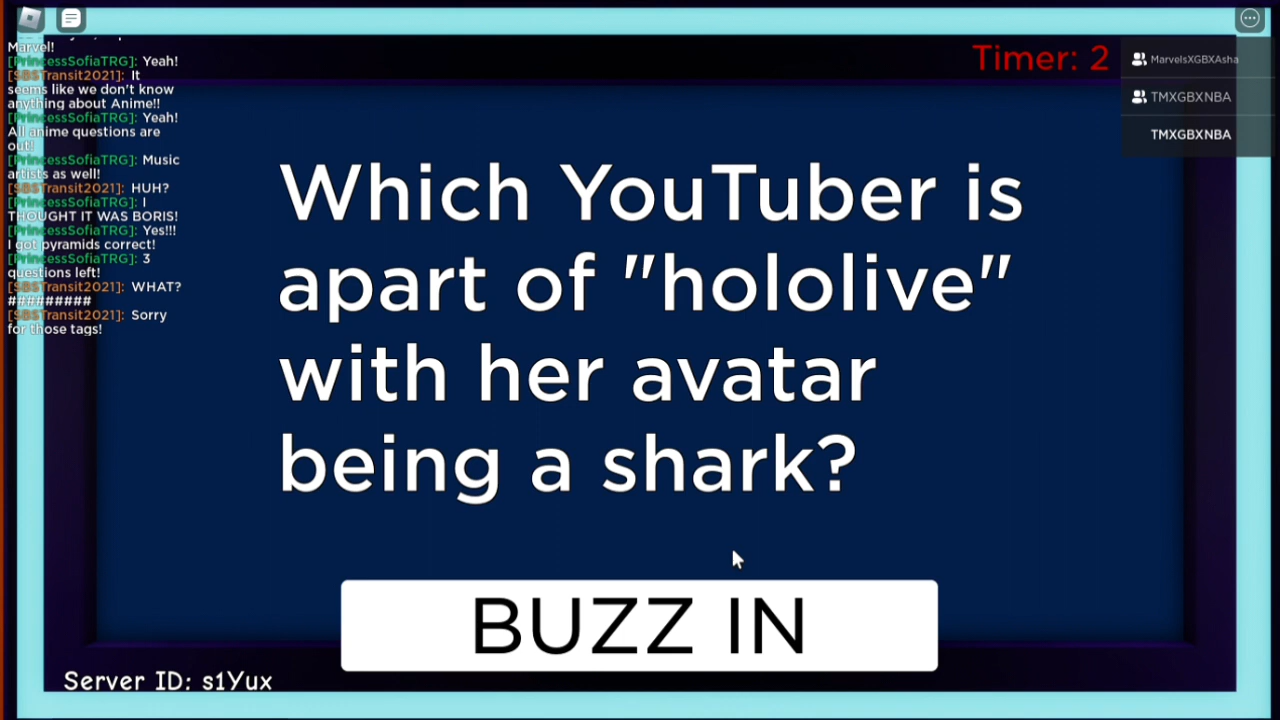 Marvel!
[PrincessSofiaTRG]: Yeah!
[SBSTransit2021]: It
seems like we don't know
anything about Anime!!
[PrincessSofiaTRG]: Yeah!
All anime questions are
out!
[PrincessSofiaTRG]: Music
artists as well!
[SBSTransit2021]: HUH?
[PrincessSofiaTRG]: I
THOUGHT IT WAS BORIS!
[PrincessSofiaTRG]: Yes!!!
I got pyramids correct!
[PrincessSofiaTRG]: 3
questions left!
[SBSTransit2021]: WHAT?
#########
[SBSTransit2021]: Sorry
for those tags!
Timer: 2
MarvelsXGBXAsha
TMXGBXNBA
TMXGBXNBA
Which YouTuber is
apart of "hololive"
with her avatar
being a shark?
BUZZ IN
Server ID: s1Yux